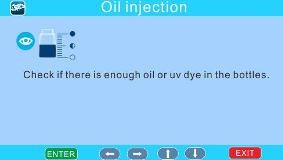 Oil injection
Check if there is enough oil or uv dye in the bottles.
ENTER
EXIT